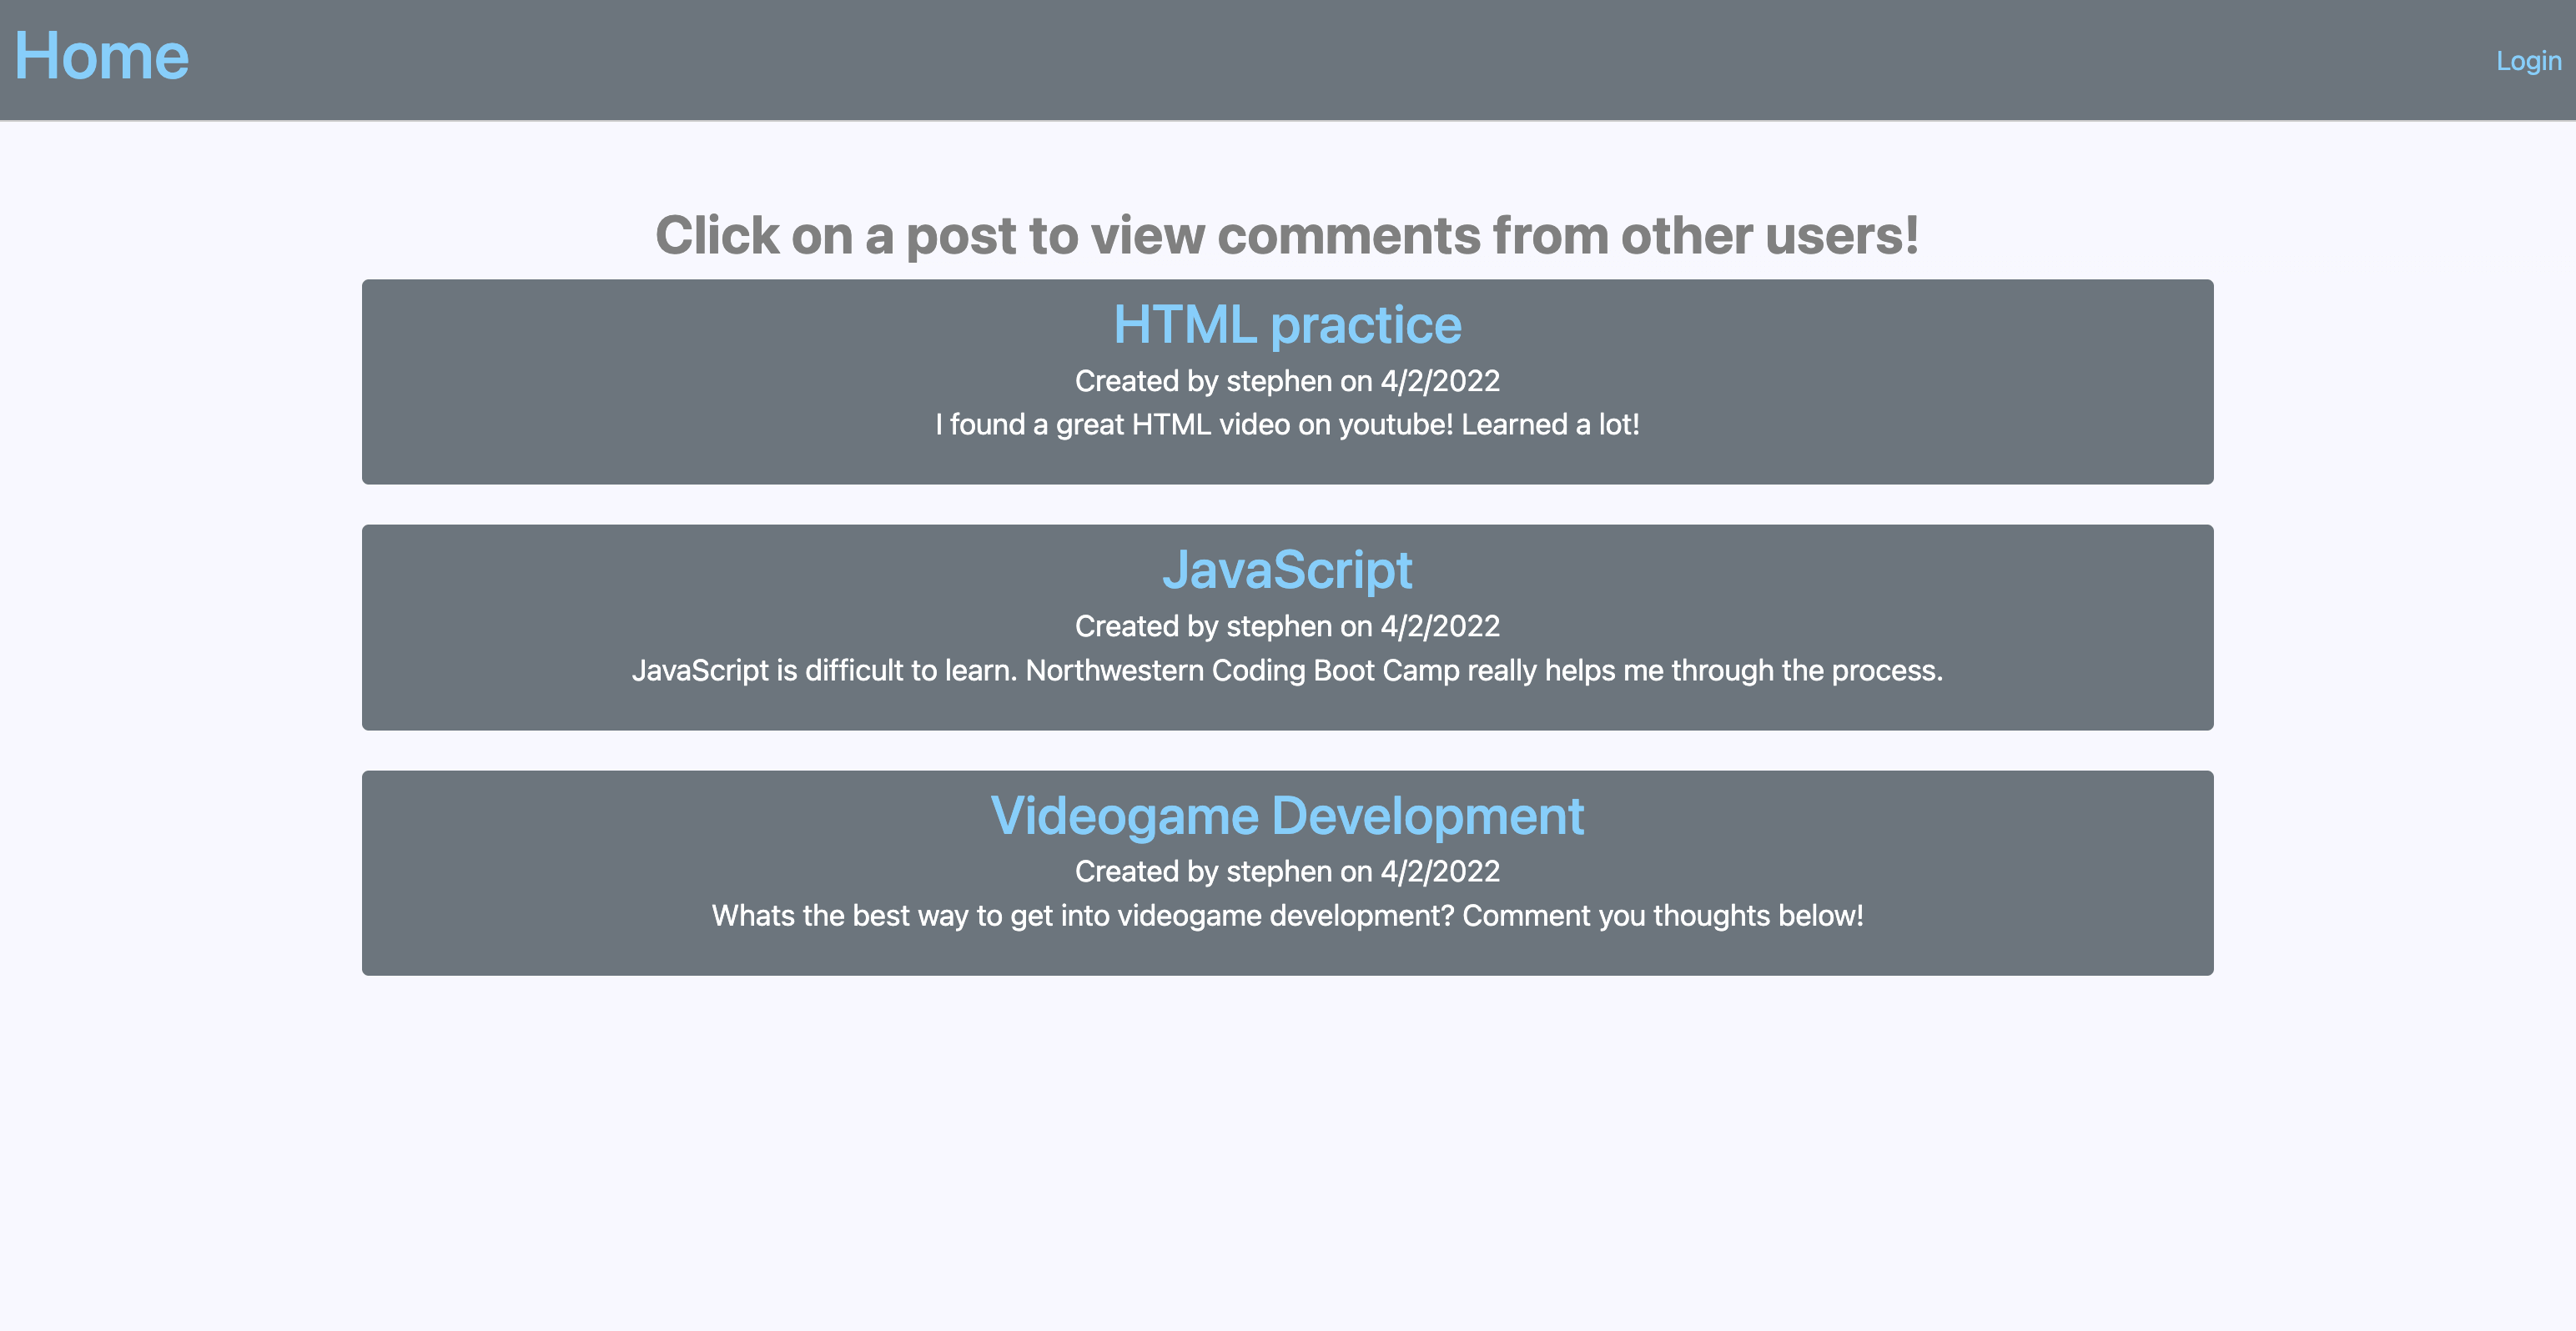 Home
Login
Click on a post to view comments from other users!
HTML practice
Created by stephen on 4/2/2022
I found a great HTML video on youtube! Learned a lot!
JavaScript
Created by stephen on 4/2/2022
JavaScript is difficult to learn. Northwestern Coding Boot Camp really helps me through the process.
Videogame Development
Created by stephen on 4/2/2022
Whats the best way to get into videogame development? Comment you thoughts below!